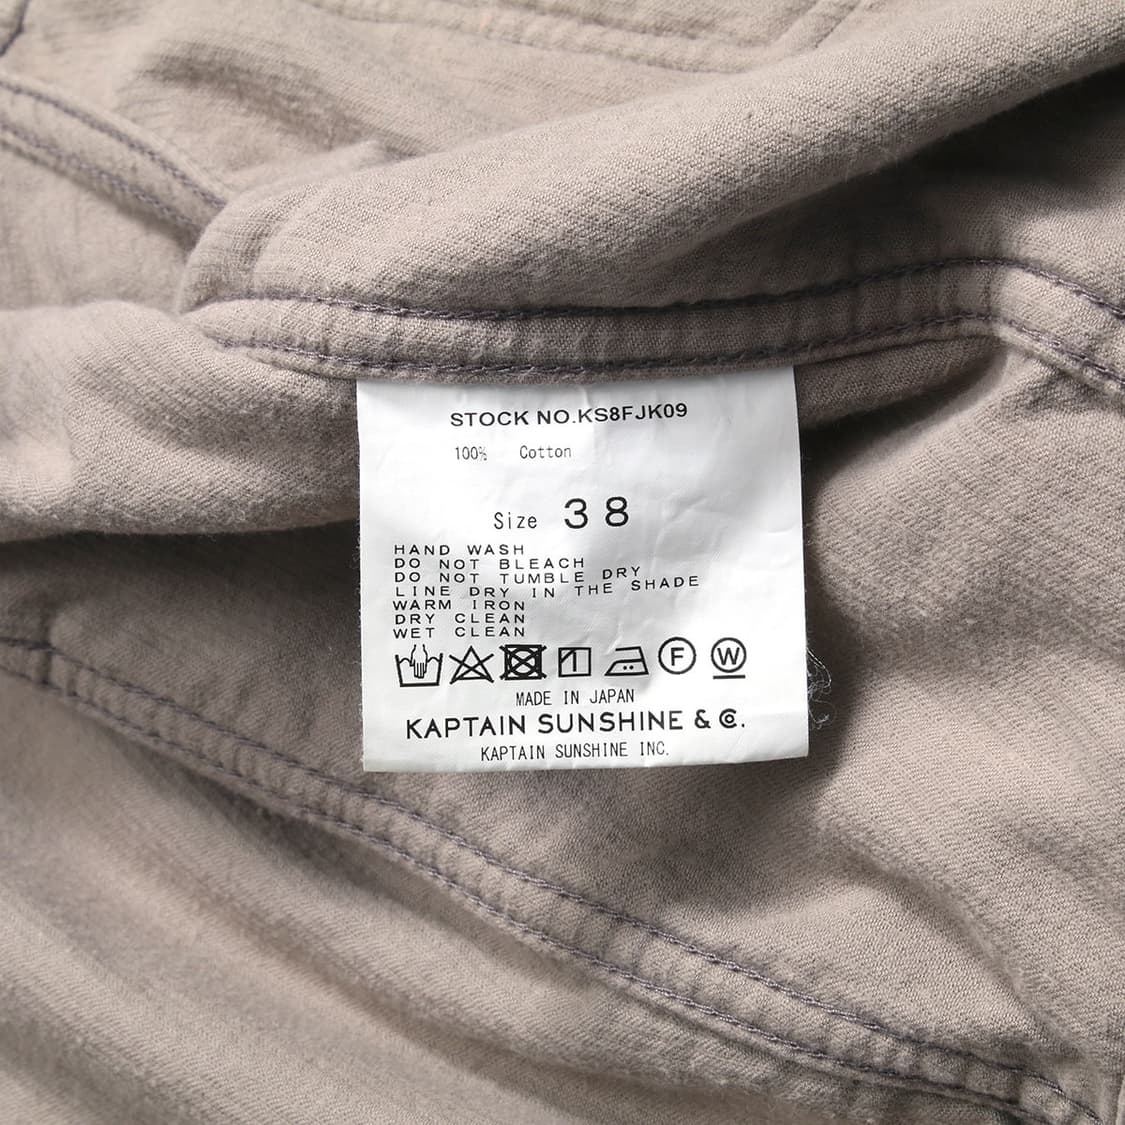 STOCK NO.KS8FJK09
100% Cotton
Size 38
HAND WASH
DO NOT BLEACH
DO NOT TUMBLE DRY
LINE DRY IN THE SHADE
WARM IRON
DRY CLEAN
WET CLEAN
F W
MADE IN JAPAN
KAPTAIN SUNSHINE & Co.
KAPTAIN SUNSHINE INC.